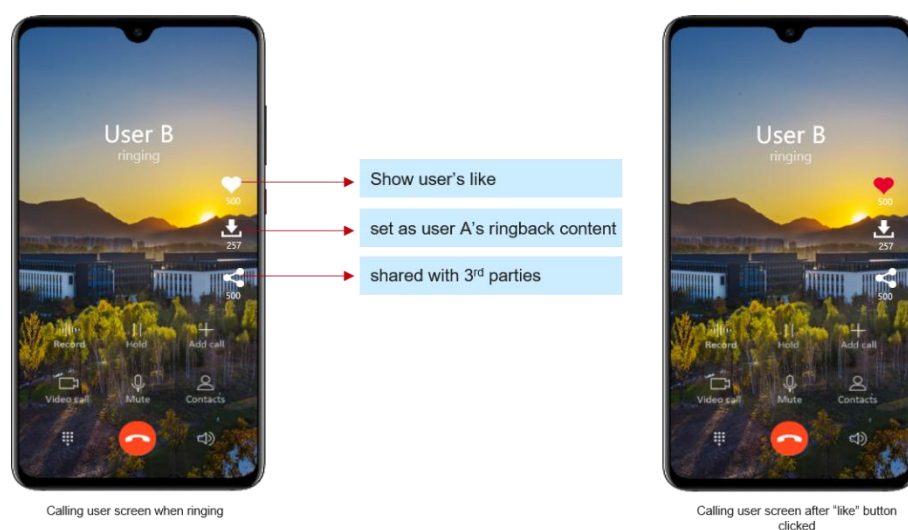 User B
ringing
500
257
500
Record
Hold
Add call
Video call
Mute
Contacts
Calling user screen when ringing
Show user's like
set as user A's ringback content
shared with 3rd parties
User B
ringing
500
257
500
Record
Hold
Add call
Video call
Mute
Contacts
Calling user screen after "like" button
clicked